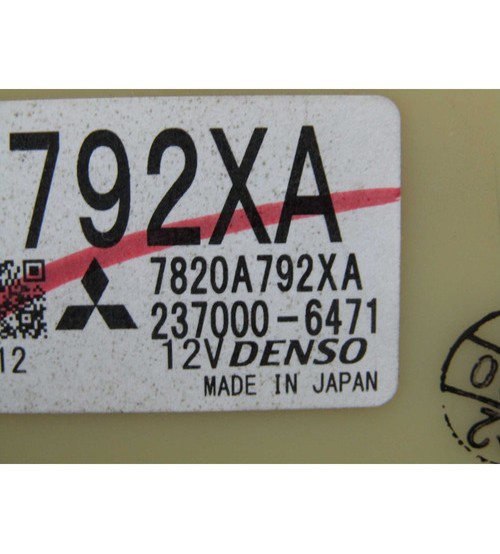 792XA
7820A792XA
237000-6471
12
12V DENSO
MADE IN JAPAN